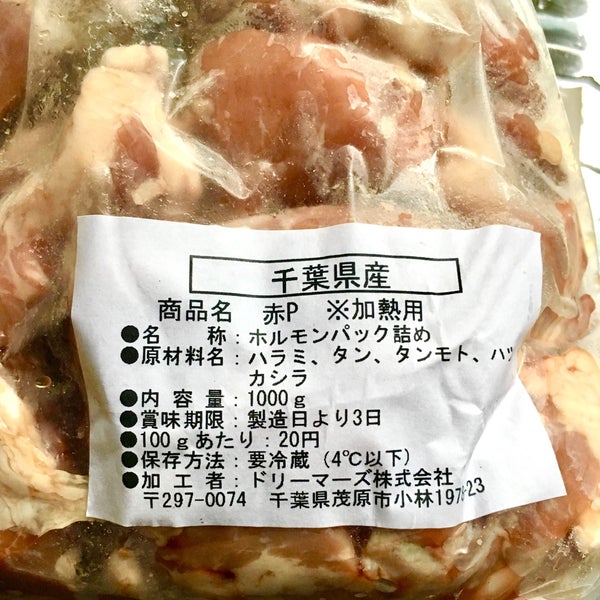 千葉県産
商品名 赤P ※加熱用
●名 称：ホルモンパック詰め
●原材料名：ハラミ、タン、タンモト、ハツ
カシラ
●内容量：1000g
●賞味期限：製造日より3日
●100gあたり：20円
●保存方法：要冷蔵（4℃以下）
●加工者：ドリーマーズ株式会社
〒297-0074 千葉県茂原市小林1978-23